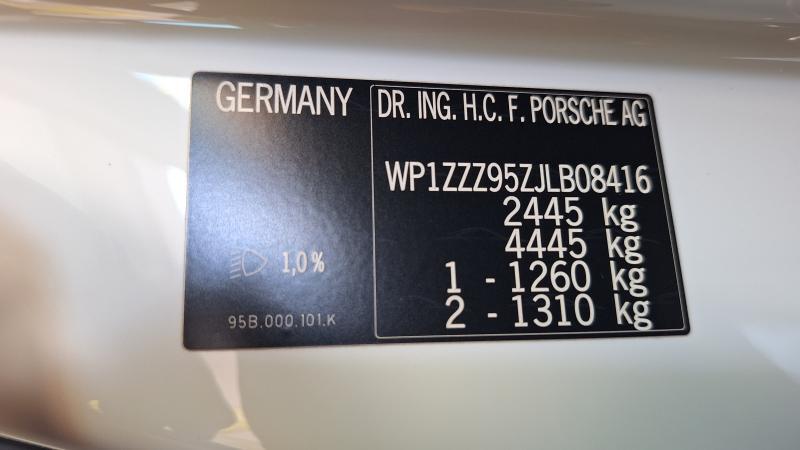 GERMANY
1,0 %
95B.000.101.K
DR. ING. H.C. F. PORSCHE AG
WP1ZZZ95ZJLB08416
2445 kg
4445 kg
1 - 1260 kg
2 - 1310 kg